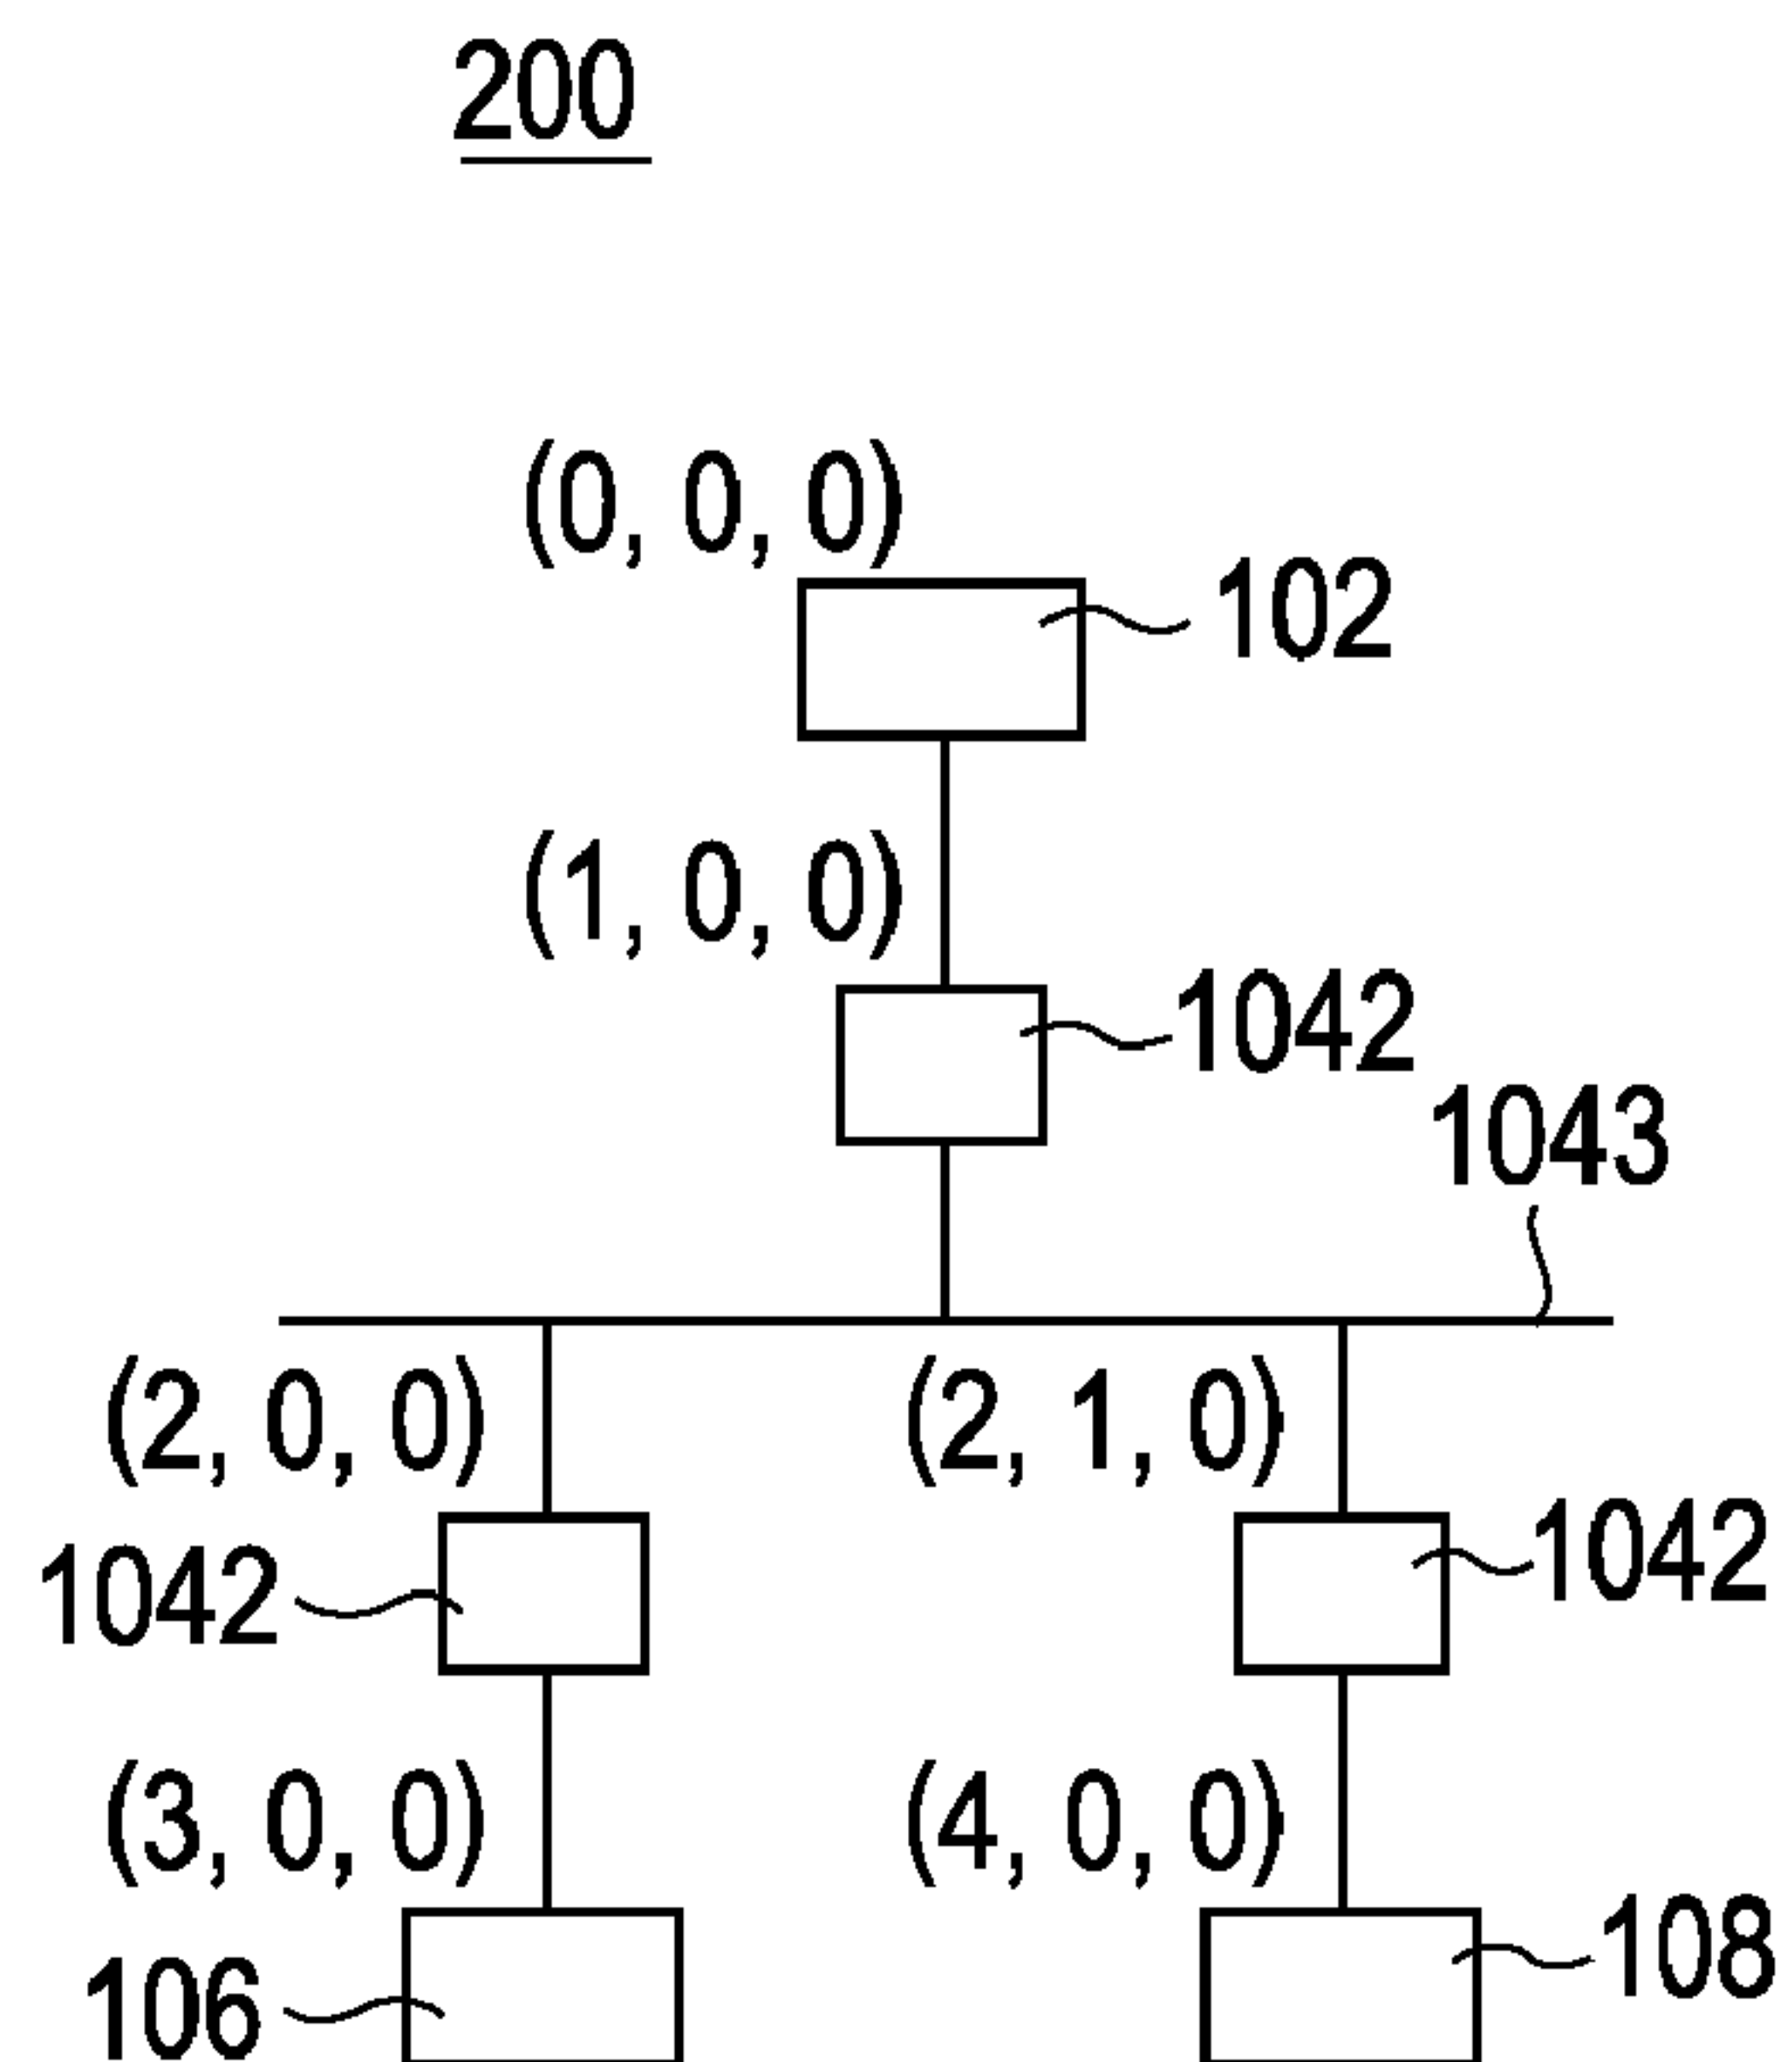 200
(0, 0, 0)
102
(1, 0, 0)
1042
1043
(2, 0, 0)
(2, 1, 0)
1042
1042
(3, 0, 0)
(4, 0, 0)
106
108